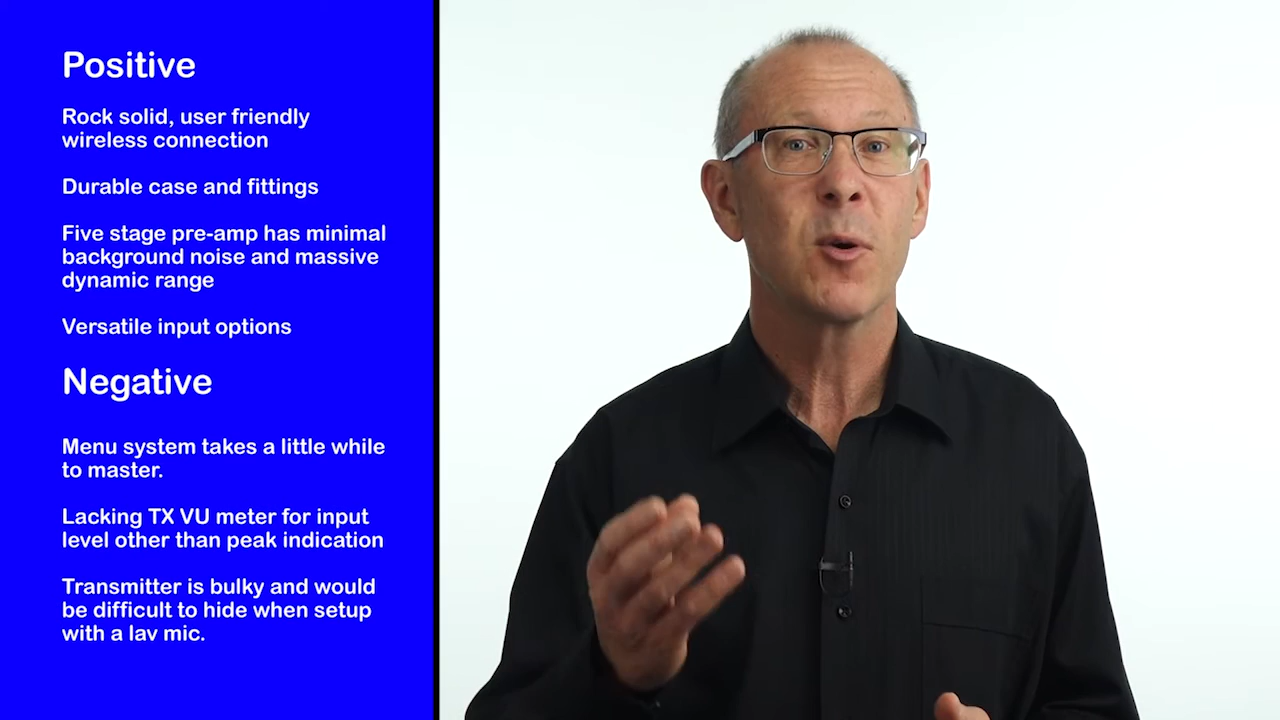 Positive
Rock solid, user friendly
wireless connection
Durable case and fittings
Five stage pre-amp has minimal
background noise and massive
dynamic range
Versatile input options
Negative
Menu system takes a little while
to master.
Lacking TX VU meter for input
level other than peak indication
Transmitter is bulky and would
be difficult to hide when setup
with a lav mic.